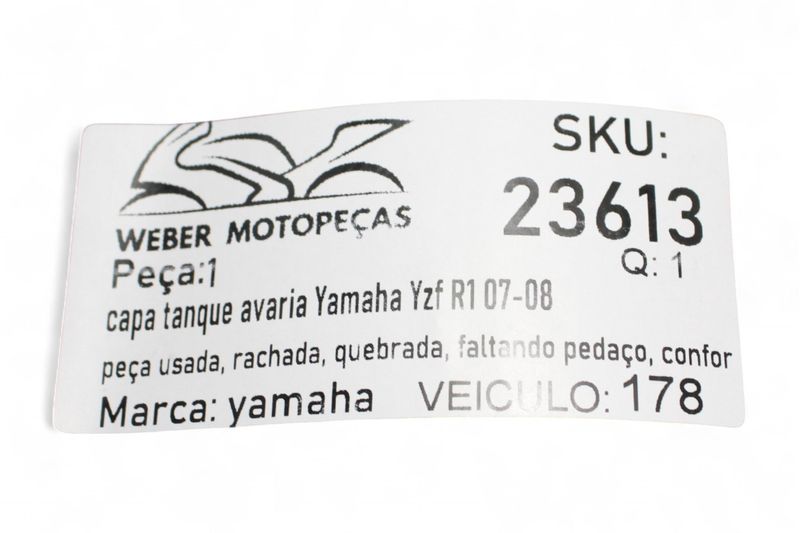 WEBER MOTOPEÇAS
SKU:
23613
Q: 1
Peça:1
capa tanque avaria Yamaha Yzf R1 07-08
peça usada, rachada, quebrada, faltando pedaço, confor
Marca: yamaha VEICULO: 178